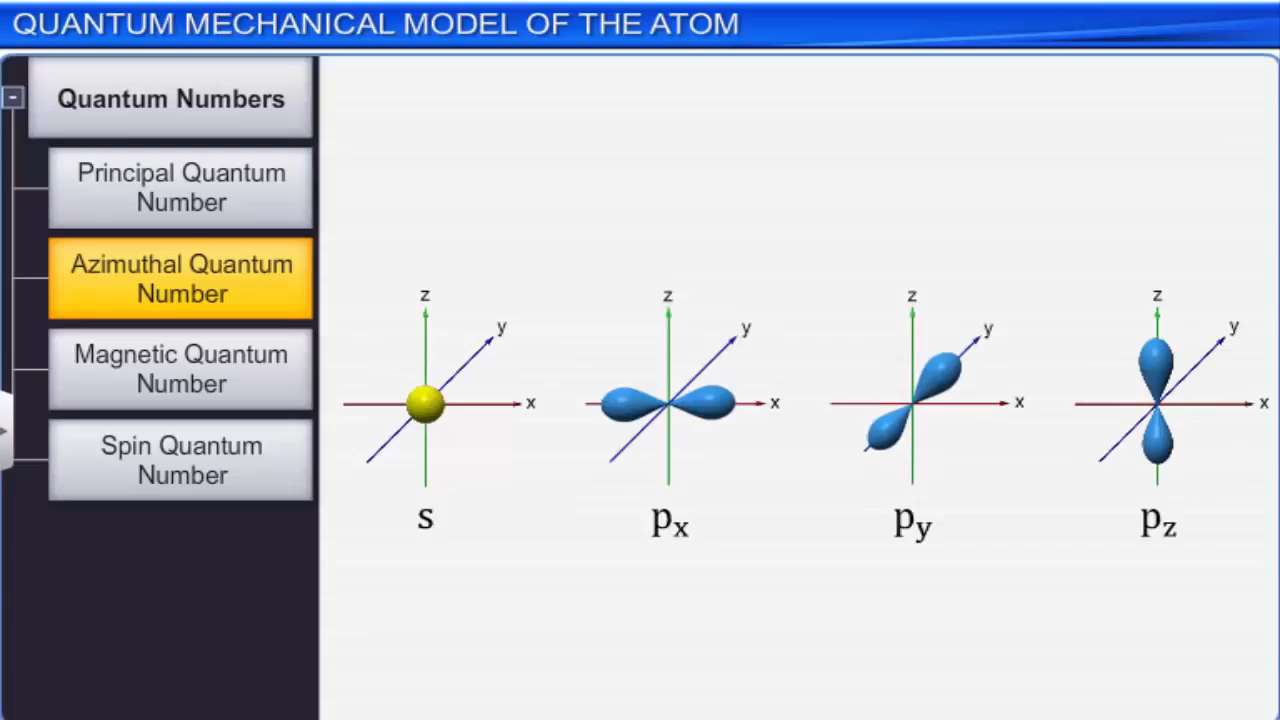 QUANTUM MECHANICAL MODEL OF THE ATOM
-
Quantum Numbers
Principal Quantum
Number
Azimuthal Quantum
Number
Magnetic Quantum
Number
Spin Quantum
Number
z
y
x
s
z
y
x
px
z
y
x
py
z
y
x
pz